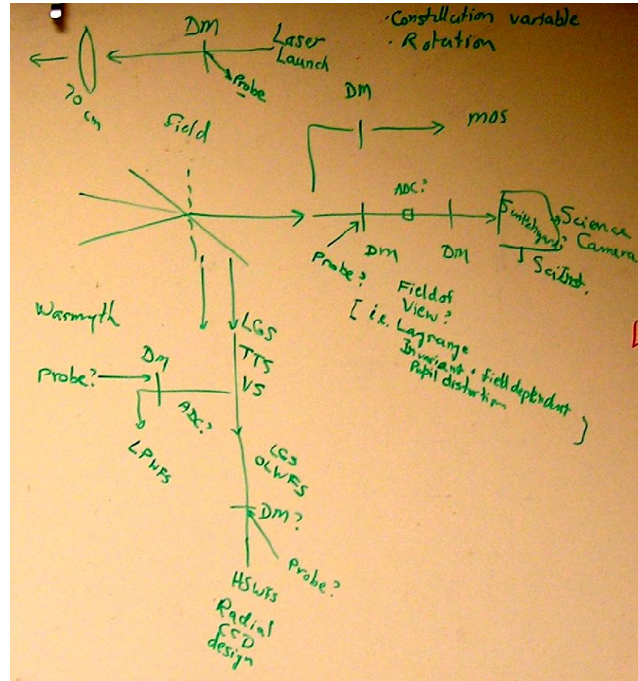 DM
Laser
Launch
Probe
70 cm
·Constellation variable
· Rotation
field
DM
MOS
ADC?
Switchyard?
Science
Camera
Sci Inst.
Probe?
DM
DM
Field of
View?
[ i.e. Lagrange
Invariant + field dependent
Pupil distortion ]
LGS
TTS
VS
DM
Probe?
ADC?
LGS
OLWFS
DM?
Probe?
HSWFS
Radial
CCD
design